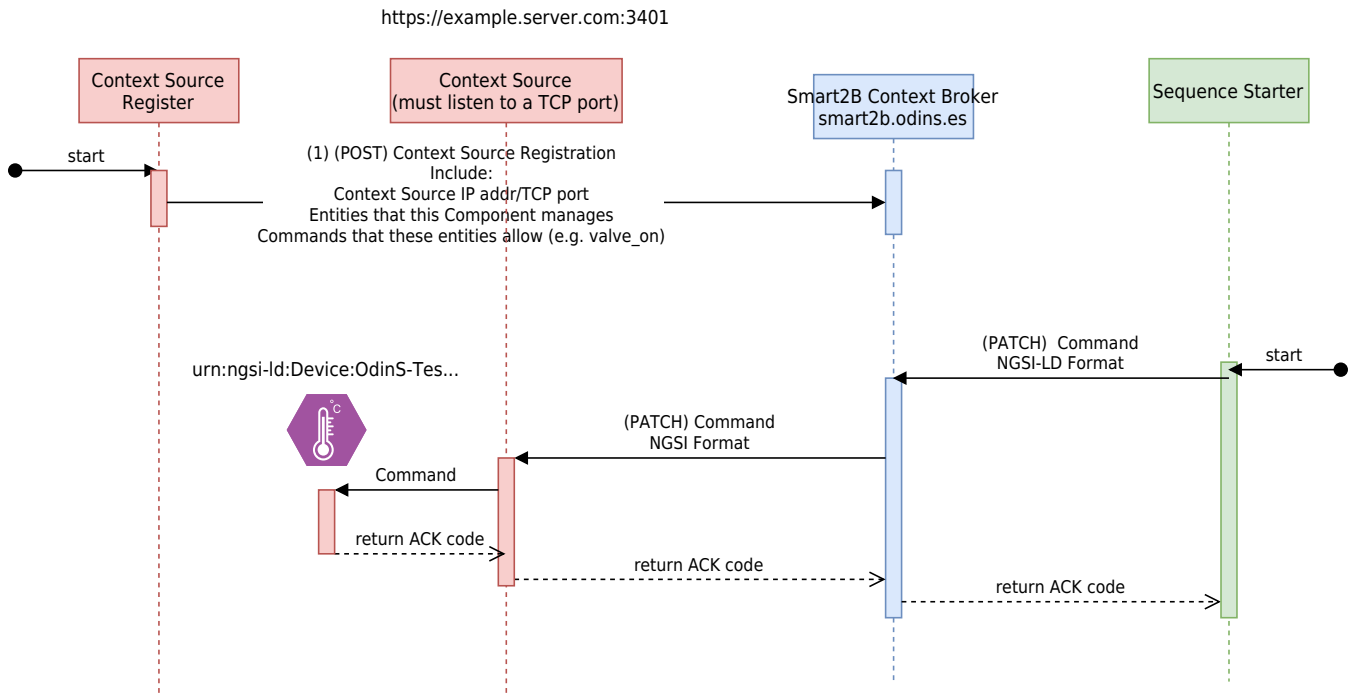 https://example.server.com:3401
Context Source
Register
Context Source
(must listen to a TCP port)
Smart2B Context Broker
smart2b.odins.es
Sequence Starter
start
(1) (POST) Context Source Registration
Include:
Context Source IP addr/TCP port
Entities that this Component manages
Commands that these entities allow (e.g. valve_on)
(PATCH) Command
NGSI-LD Format
start
urn:ngsi-ld:Device:OdinS-Tes...
°C
(PATCH) Command
NGSI Format
Command
return ACK code
return ACK code
return ACK code